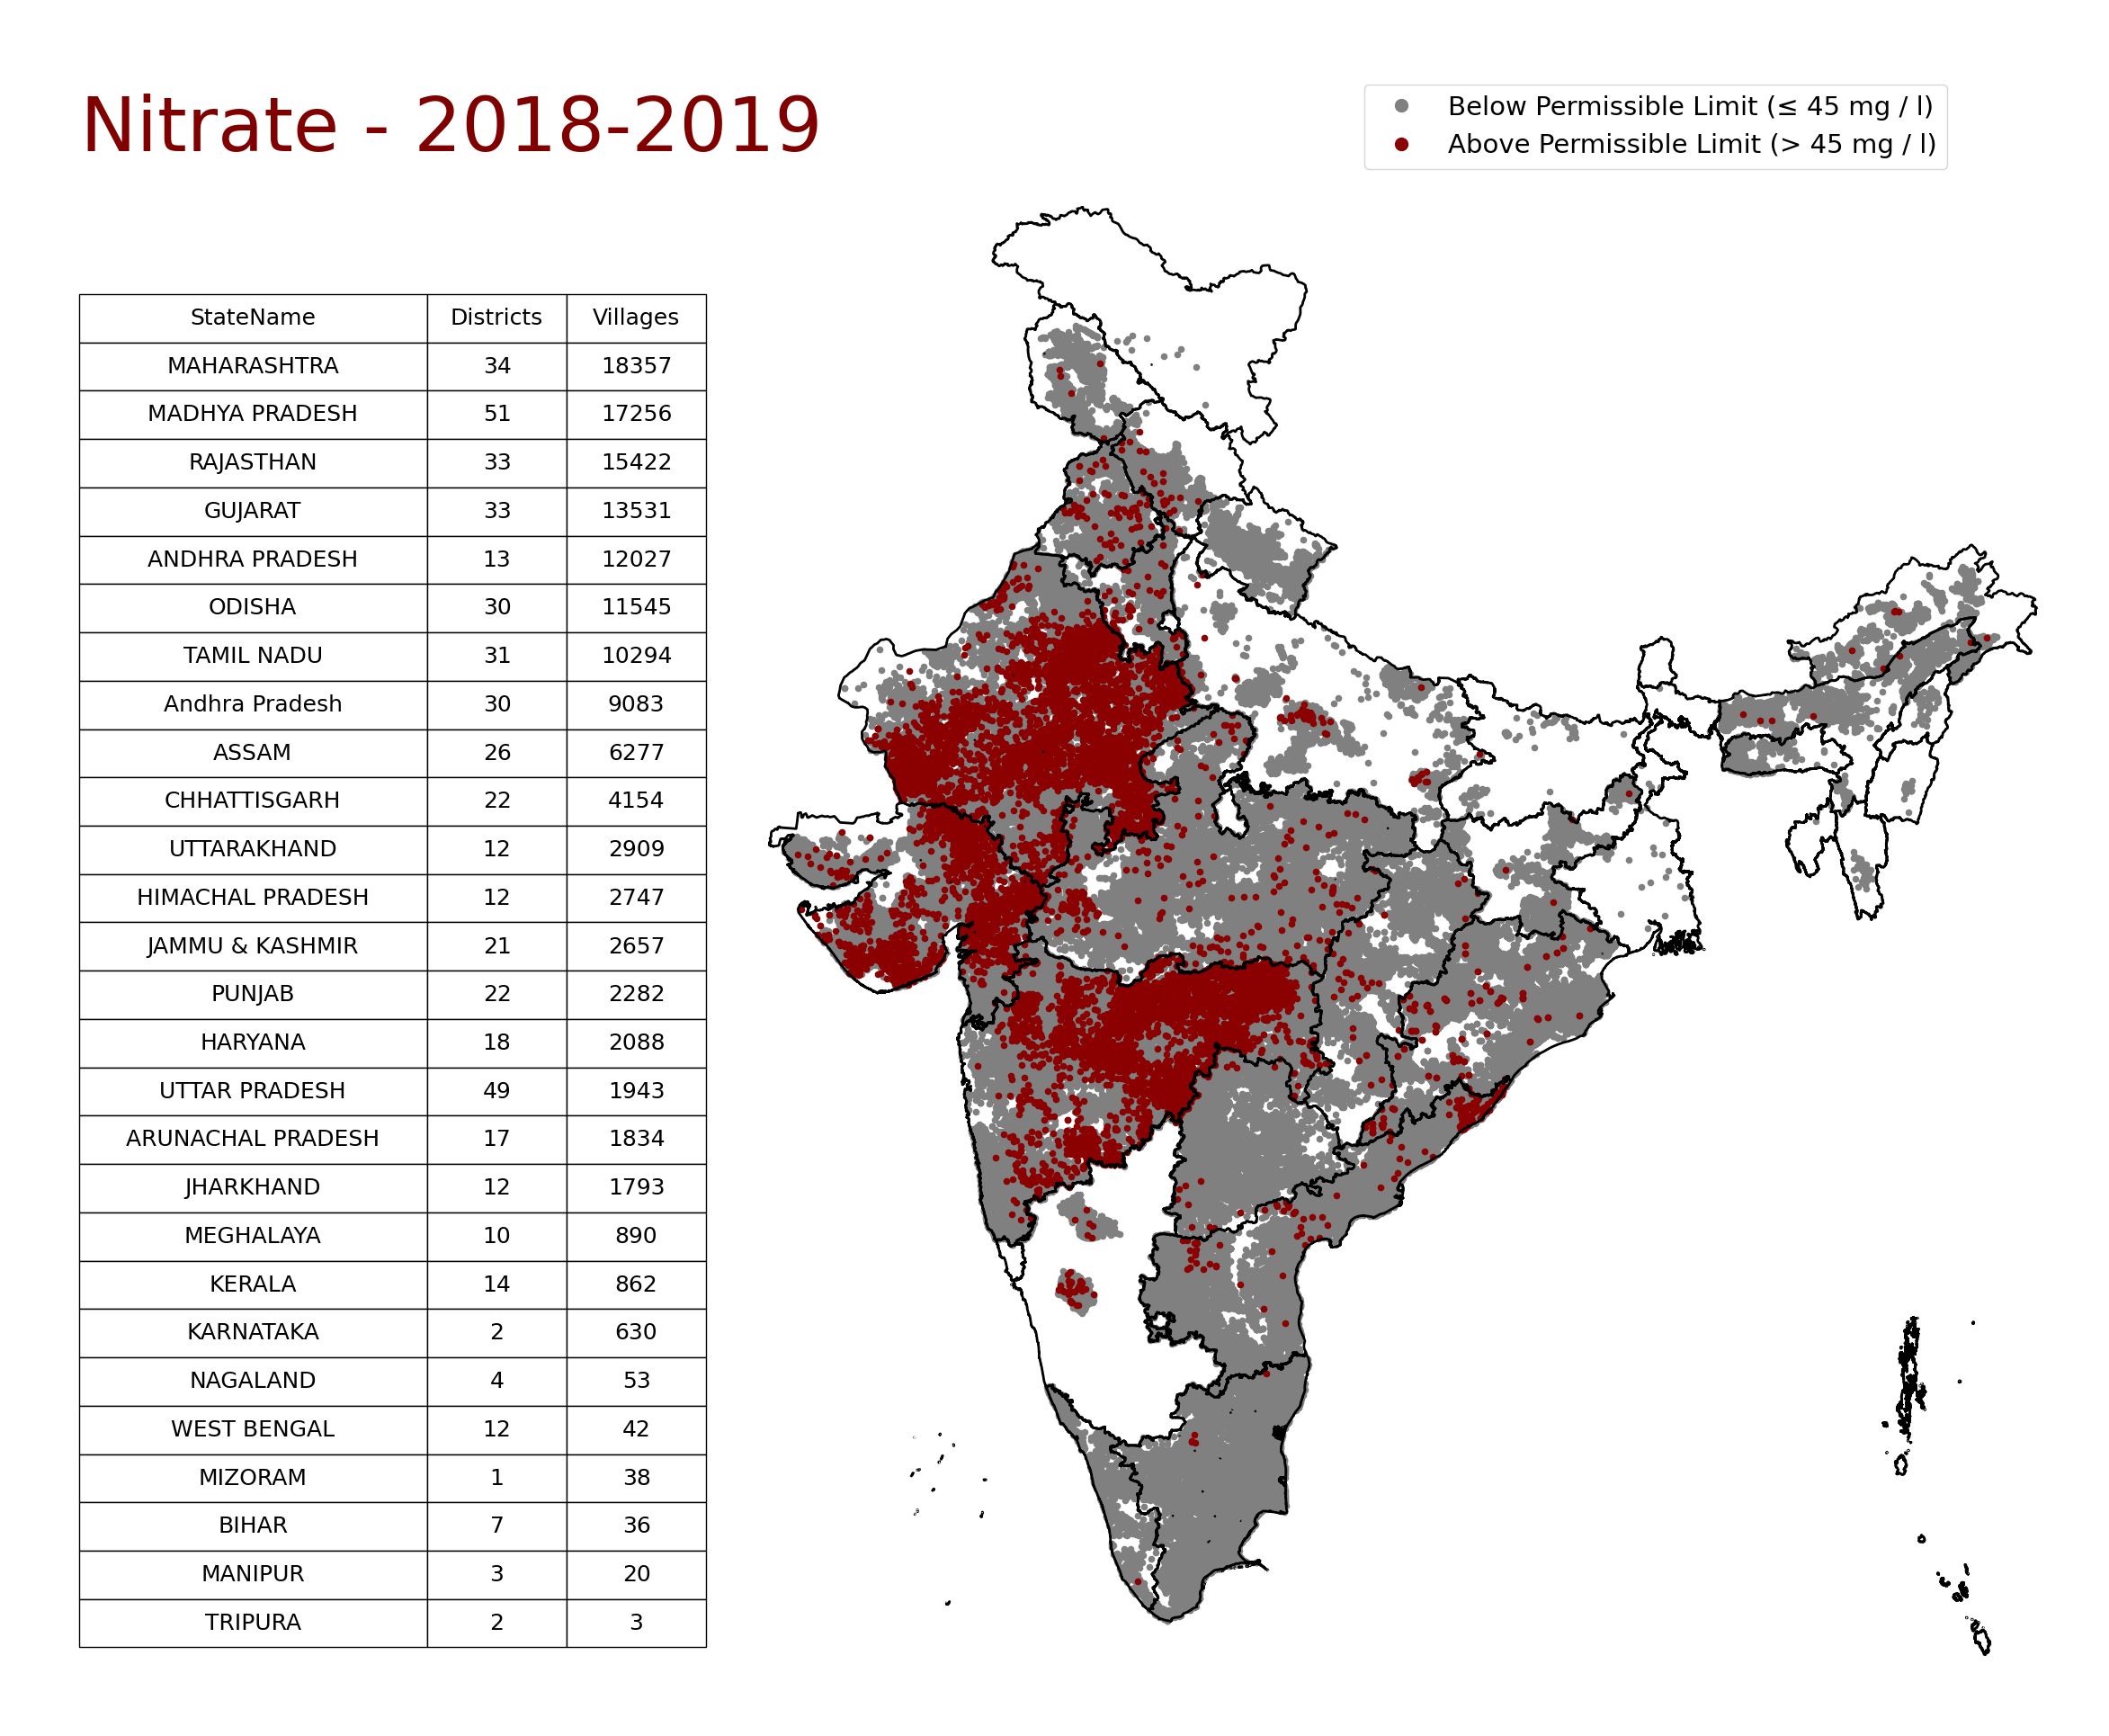 Nitrate - 2018-2019
Below Permissible Limit (≤ 45 mg / l)
Above Permissible Limit (> 45 mg / l)
StateName Districts Villages
MAHARASHTRA 34 18357
MADHYA PRADESH 51 17256
RAJASTHAN 33 15422
GUJARAT 33 13531
ANDHRA PRADESH 13 12027
ODISHA 30 11545
TAMIL NADU 31 10294
Andhra Pradesh 30 9083
ASSAM 26 6277
CHHATTISGARH 22 4154
UTTARAKHAND 12 2909
HIMACHAL PRADESH 12 2747
JAMMU & KASHMIR 21 2657
PUNJAB 22 2282
HARYANA 18 2088
UTTAR PRADESH 49 1943
ARUNACHAL PRADESH 17 1834
JHARKHAND 12 1793
MEGHALAYA 10 890
KERALA 14 862
KARNATAKA 2 630
NAGALAND 4 53
WEST BENGAL 12 42
MIZORAM 1 38
BIHAR 7 36
MANIPUR 3 20
TRIPURA 2 3